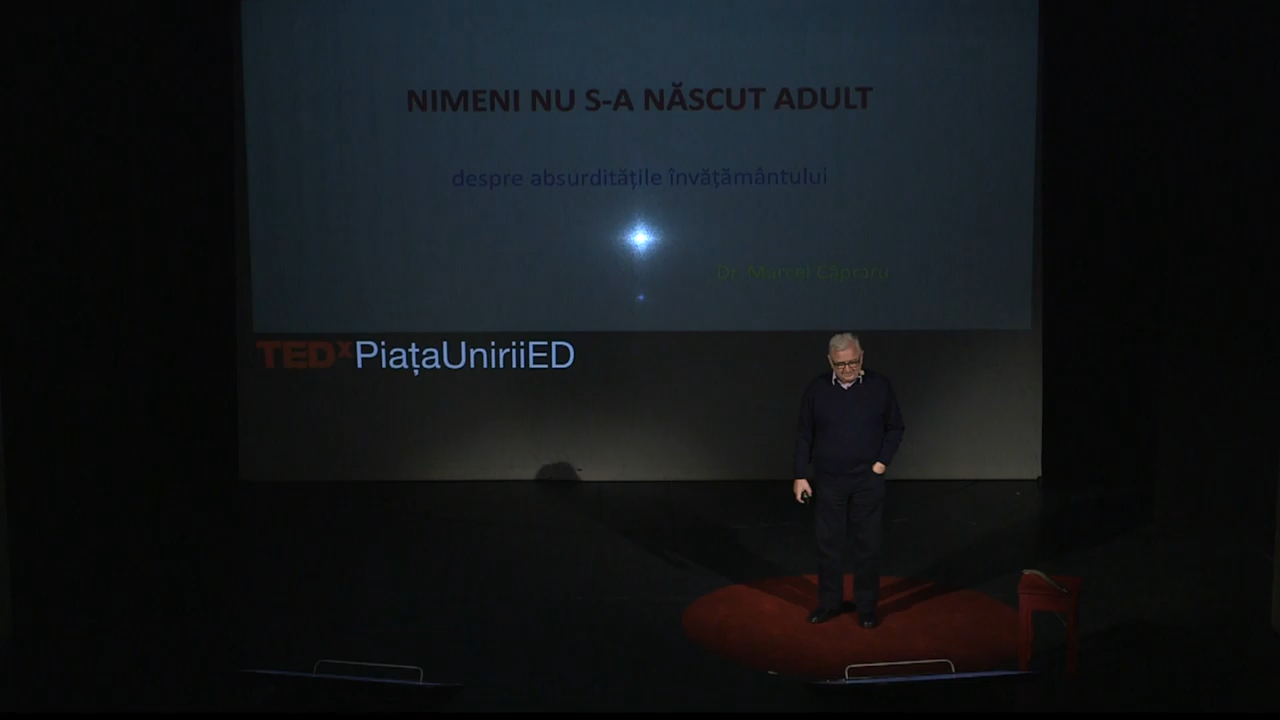 NIMENI NU S-A NĂSCUT ADULT
despre absurditățile învățământului
Dr. Marcel Căpraru
TEDxPiațaUniriiED